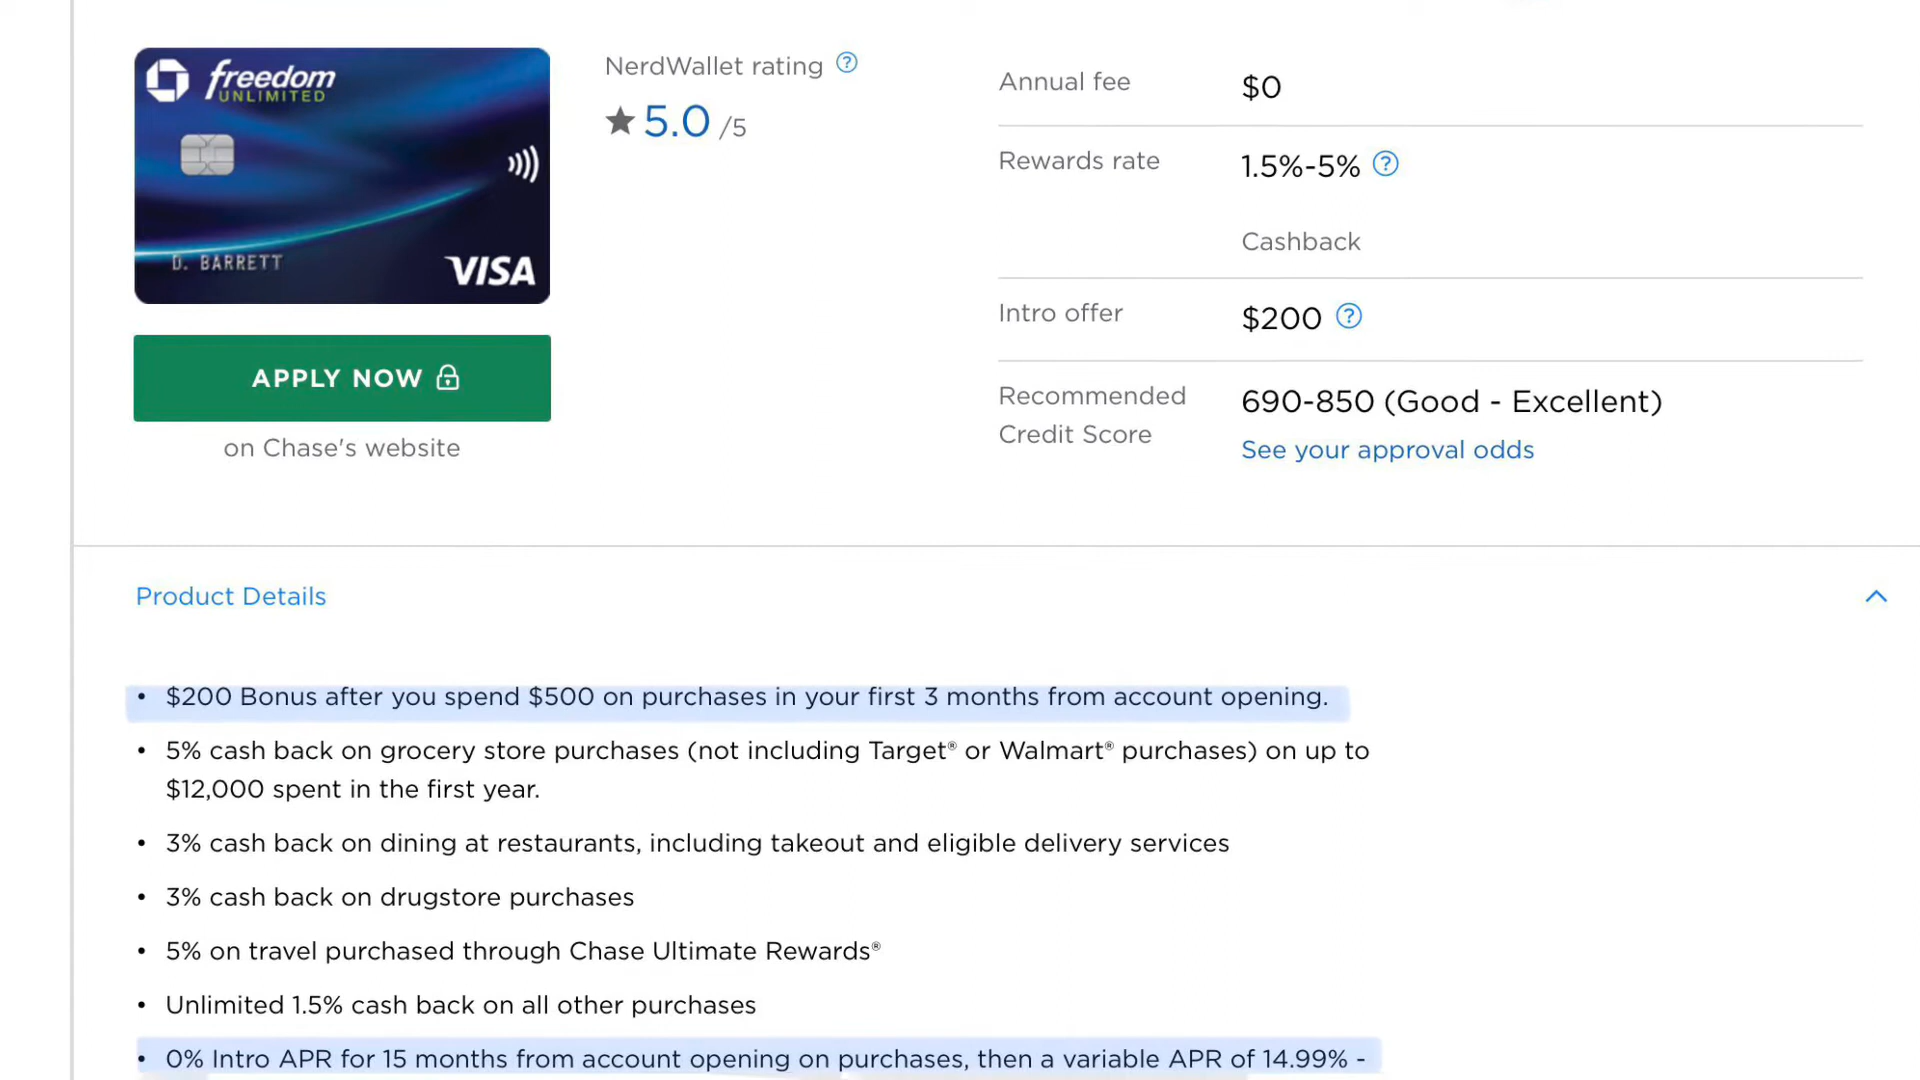 freedom
UNLIMITED
D. BARRETT
VISA
APPLY NOW
on Chase's website
NerdWallet rating ?
5.0 /5
Annual fee $0
Rewards rate 1.5%-5% ?
Cashback
Intro offer $200 ?
Recommended
Credit Score
690-850 (Good - Excellent)
See your approval odds
Product Details
• $200 Bonus after you spend $500 on purchases in your first 3 months from account opening.
• 5% cash back on grocery store purchases (not including Target® or Walmart® purchases) on up to
$12,000 spent in the first year.
• 3% cash back on dining at restaurants, including takeout and eligible delivery services
• 3% cash back on drugstore purchases
• 5% on travel purchased through Chase Ultimate Rewards®
• Unlimited 1.5% cash back on all other purchases
• 0% Intro APR for 15 months from account opening on purchases, then a variable APR of 14.99% -